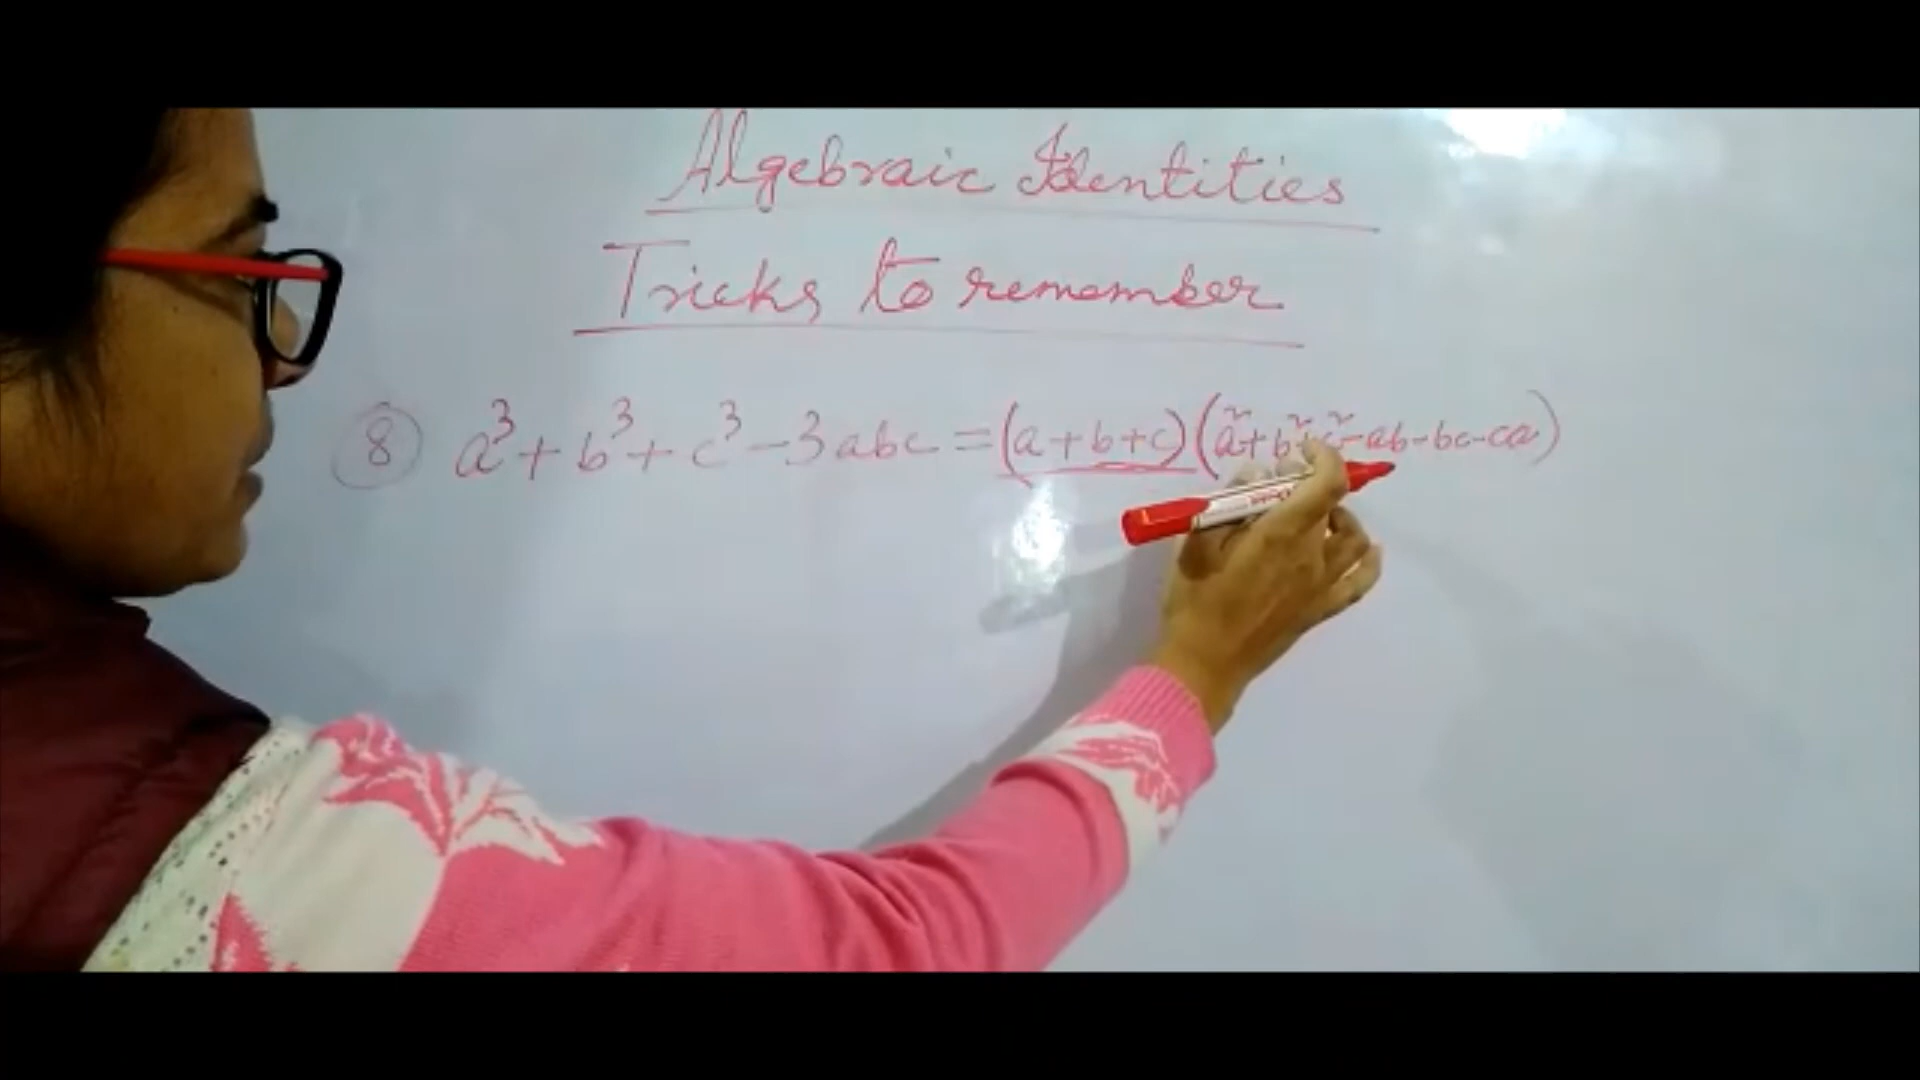 Algebraic Identities
Tricks to remember
8 a³ + b³ + c³ - 3abc = (a+b+c)(a²+b²+c²-ab-bc-ca)